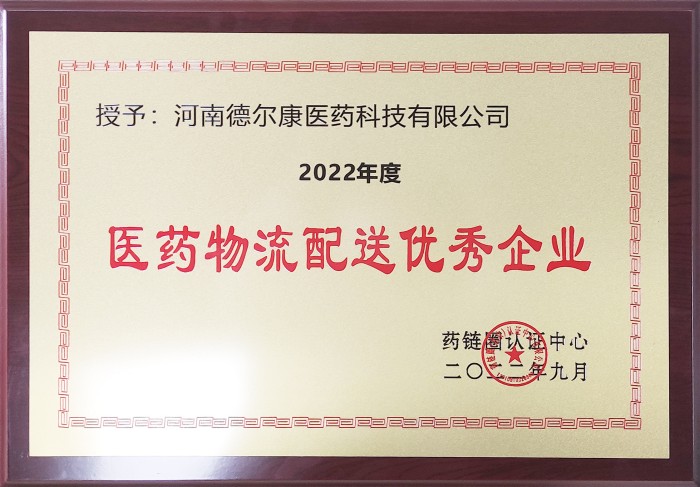 授予：河南德尔康医药科技有限公司
2022年度
医药物流配送优秀企业
药链圈认证中心
二〇二二年九月